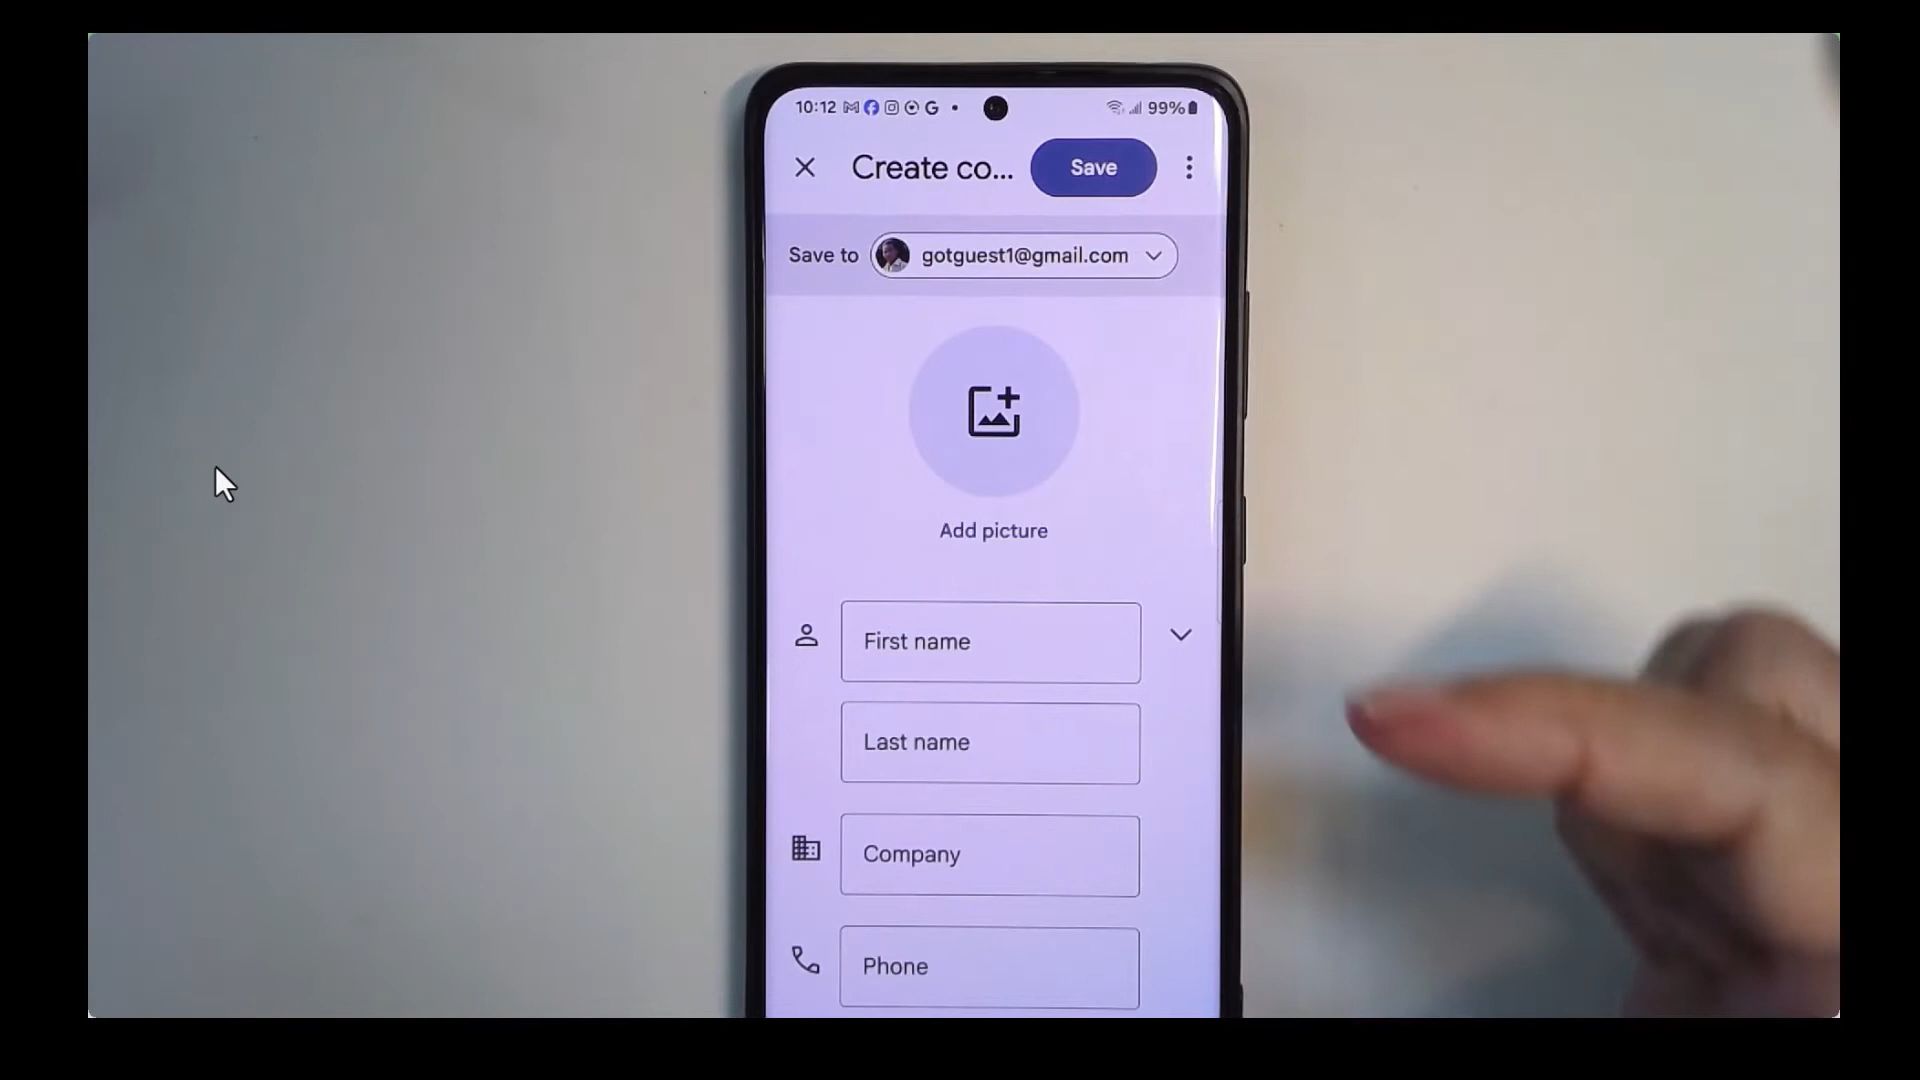 10:12 99%
Create co... Save
Save to gotguest1@gmail.com
Add picture
First name
Last name
Company
Phone